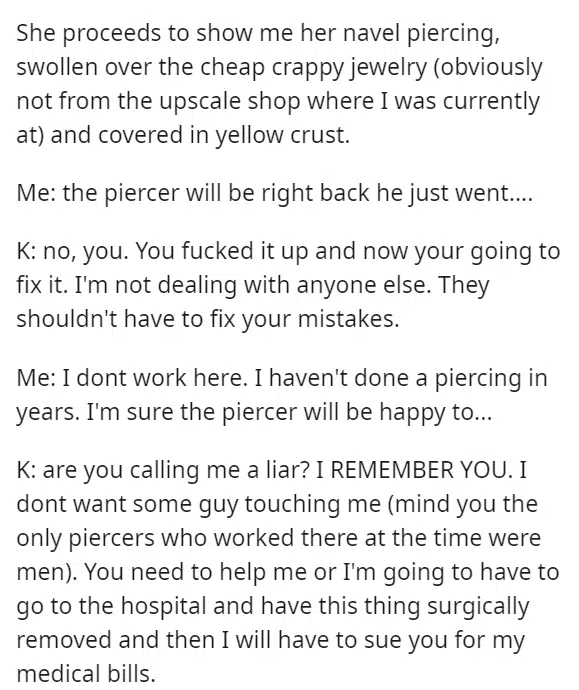 She proceeds to show me her navel piercing,
swollen over the cheap crappy jewelry (obviously
not from the upscale shop where I was currently
at) and covered in yellow crust.
Me: the piercer will be right back he just went....
K: no, you. You fucked it up and now your going to
fix it. I'm not dealing with anyone else. They
shouldn't have to fix your mistakes.
Me: I dont work here. I haven't done a piercing in
years. I'm sure the piercer will be happy to...
K: are you calling me a liar? I REMEMBER YOU. I
dont want some guy touching me (mind you the
only piercers who worked there at the time were
men). You need to help me or I'm going to have to
go to the hospital and have this thing surgically
removed and then I will have to sue you for my
medical bills.